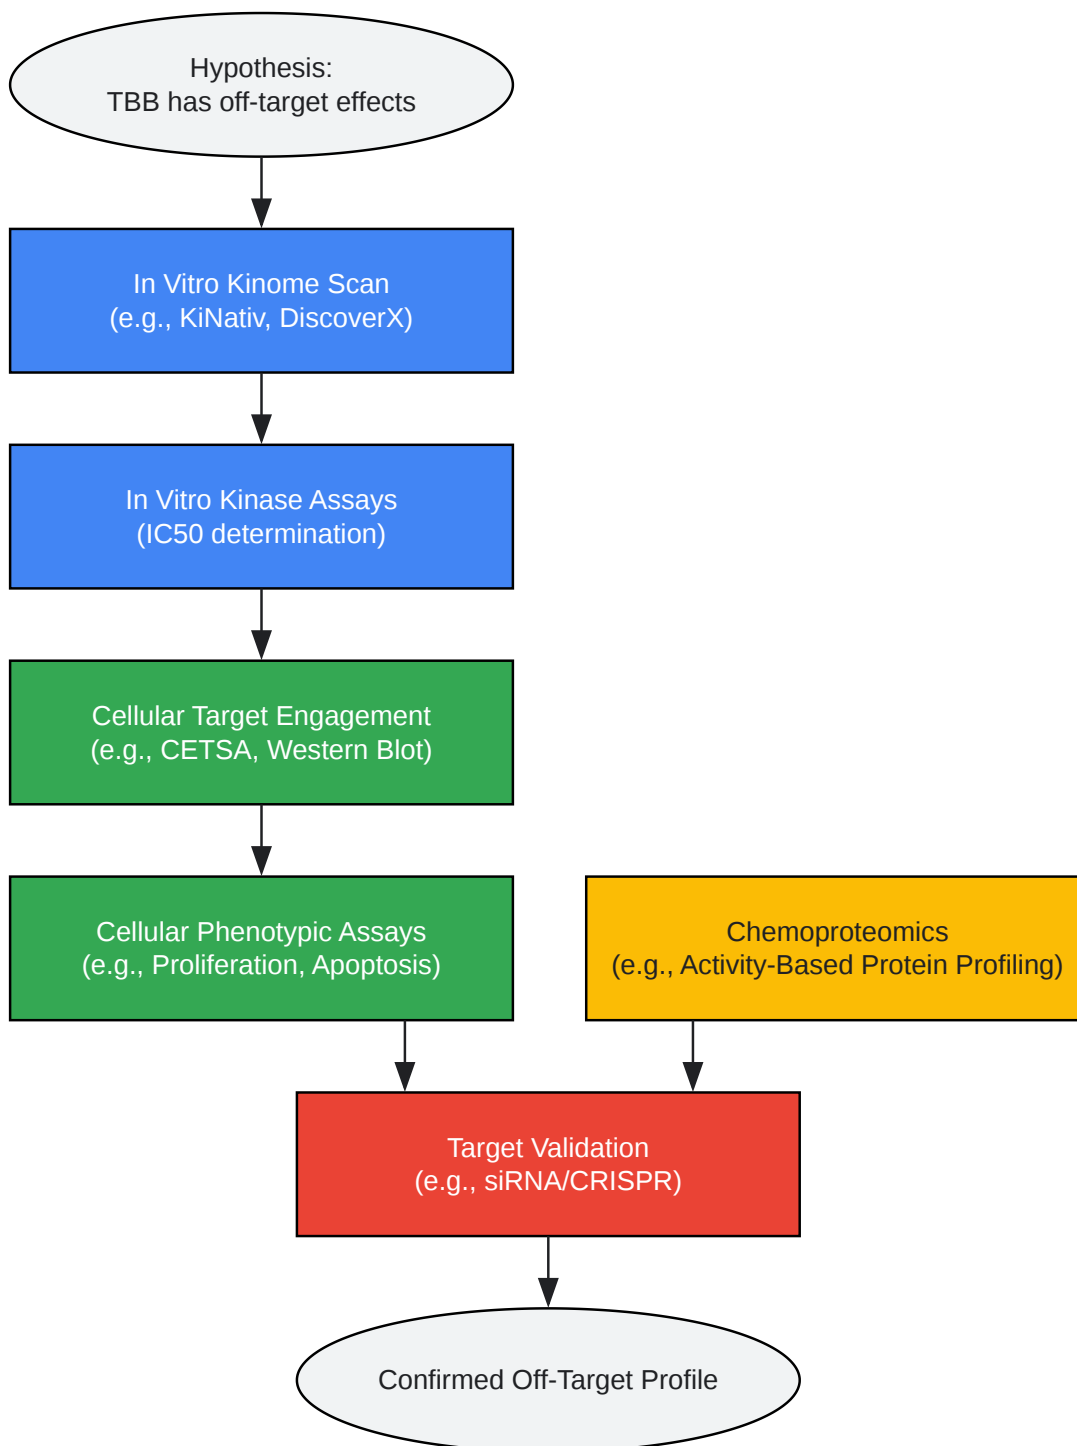 Hypothesis:
TBB has off-target effects
In Vitro Kinome Scan
(e.g., KiNativ, DiscoverX)
In Vitro Kinase Assays
(IC50 determination)
Cellular Target Engagement
(e.g., CETSA, Western Blot)
Cellular Phenotypic Assays
(e.g., Proliferation, Apoptosis)
Chemoproteomics
(e.g., Activity-Based Protein Profiling)
Target Validation
(e.g., siRNA/CRISPR)
Confirmed Off-Target Profile